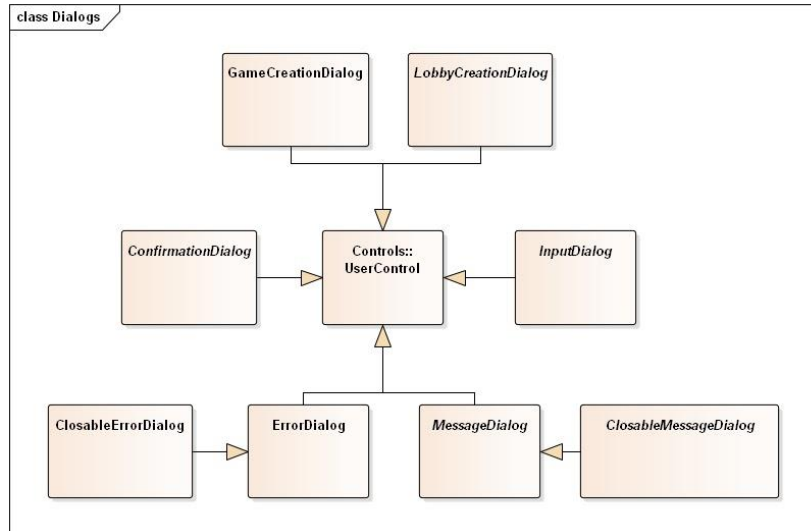 class Dialogs
GameCreationDialog
LobbyCreationDialog
ConfirmationDialog
Controls::
UserControl
InputDialog
ClosableErrorDialog
ErrorDialog
MessageDialog
ClosableMessageDialog